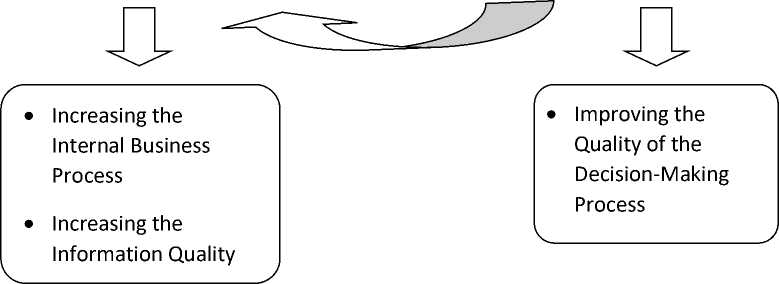 • Increasing the
Internal Business
Process
• Increasing the
Information Quality
• Improving the
Quality of the
Decision-Making
Process